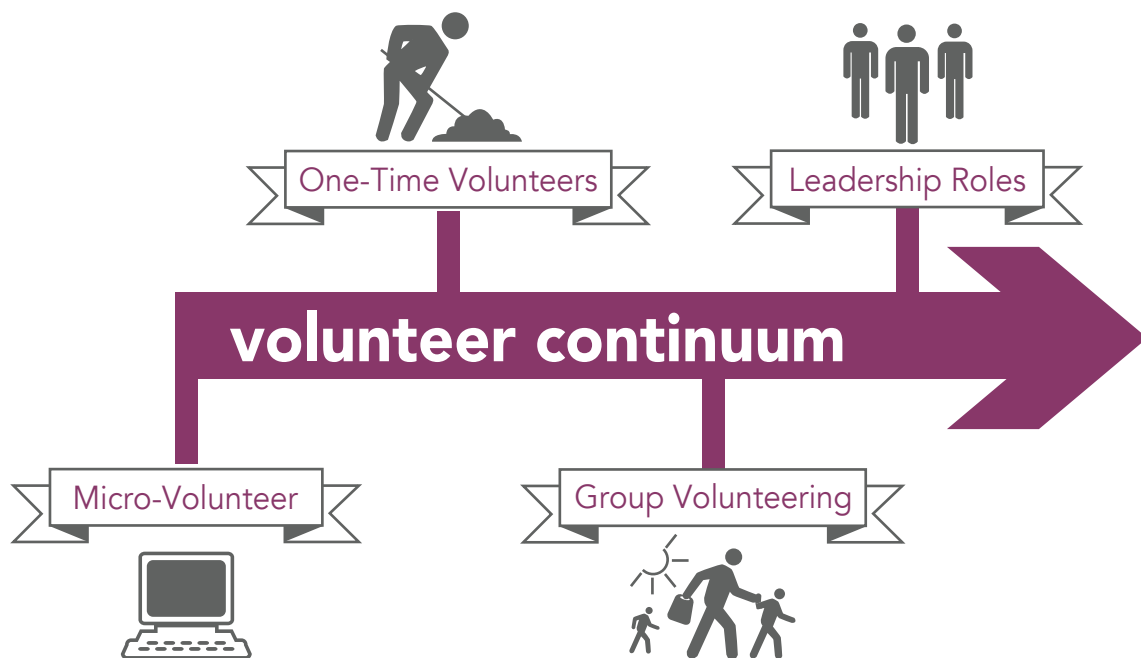 One-Time Volunteers
Leadership Roles
volunteer continuum
Micro-Volunteer
Group Volunteering